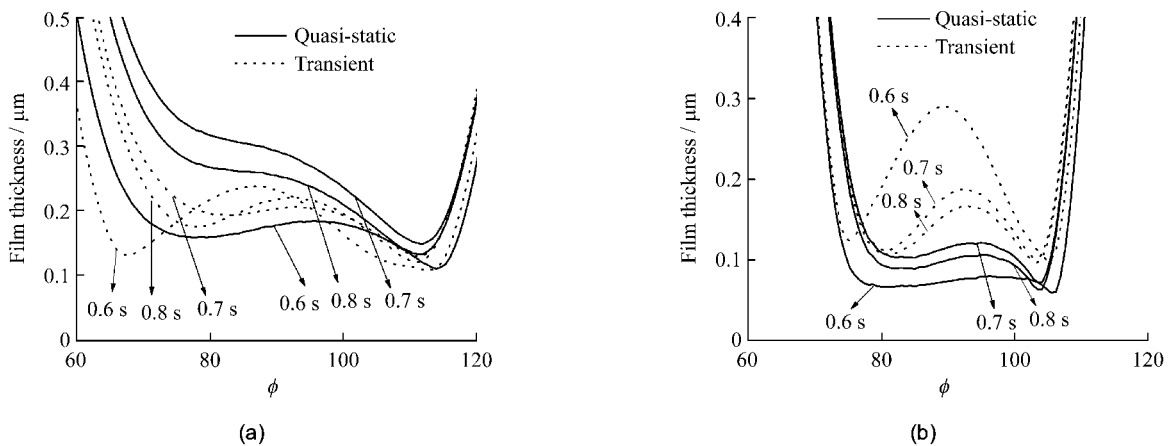 0.5
0.4
0.3
0.2
0.1
0
60
80
100
120
Film thickness / μm
ϕ
Quasi-static
Transient
0.6 s
0.8 s
0.7 s
0.6 s
0.8 s
0.7 s
(a)
0.4
0.3
0.2
0.1
0
60
80
100
120
Film thickness / μm
ϕ
Quasi-static
Transient
0.6 s
0.7 s
0.8 s
0.6 s
0.7 s
0.8 s
(b)